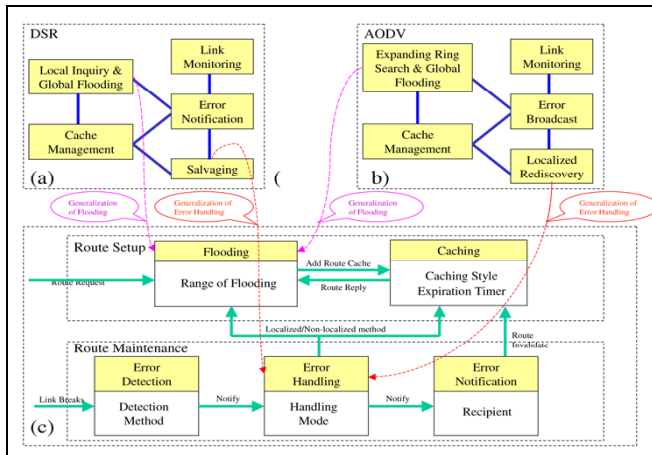 DSR
Link
Monitoring
Local Inquiry &
Global Flooding
Error
Notification
Cache
Management
Salvaging
(a)
(
AODV
Expanding Ring
Search & Global
Flooding
Link
Monitoring
Error
Broadcast
Cache
Management
Localized
Rediscovery
b)
Generalization
of Flooding
Generalization of
Error Handling
Generalization
of Flooding
Generalization of
Error Handling
Route Setup
Flooding
Range of Flooding
Caching
Caching Style
Expiration Timer
Add Route Cache
Route Reply
Route Request
Localized/Non-localized method
Route
Invalidate
Route Maintenance
Error
Detection
Detection
Method
Error
Handling
Handling
Mode
Error
Notification
Recipient
Link Breaks
Notify
Notify
(c)